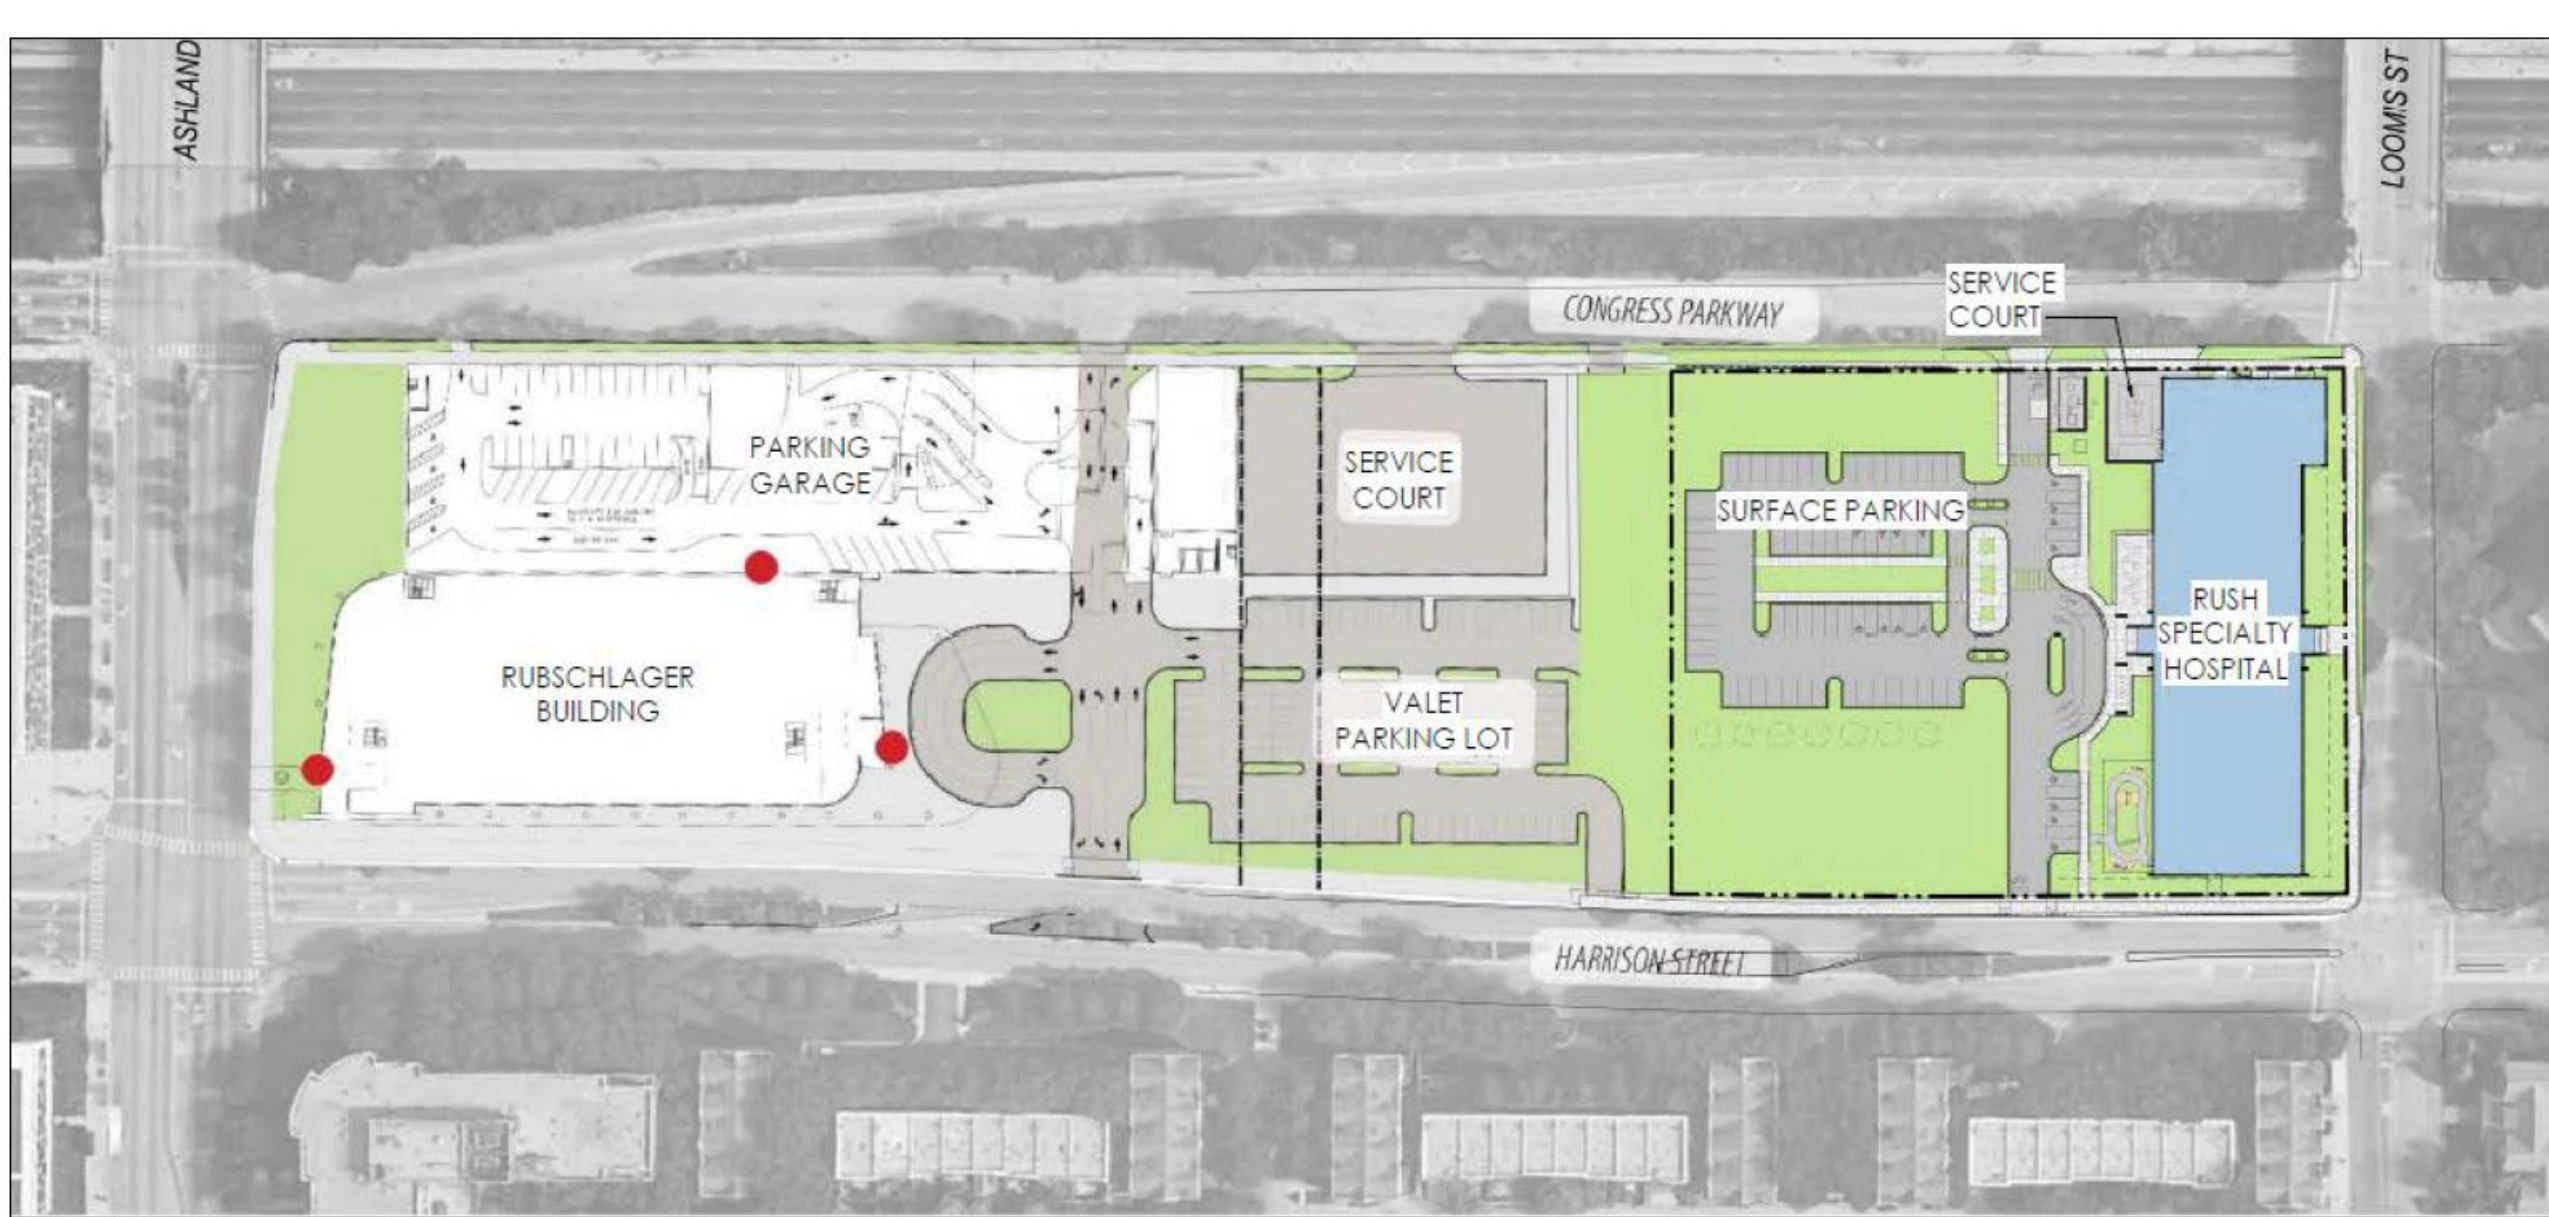 ASHLAND
LOOMIS ST
SERVICE
COURT
CONGRESS PARKWAY
PARKING
GARAGE
SERVICE
COURT
SURFACE PARKING
RUSH
SPECIALTY
HOSPITAL
RUBSCHLAGER
BUILDING
VALET
PARKING LOT
HARRISON STREET